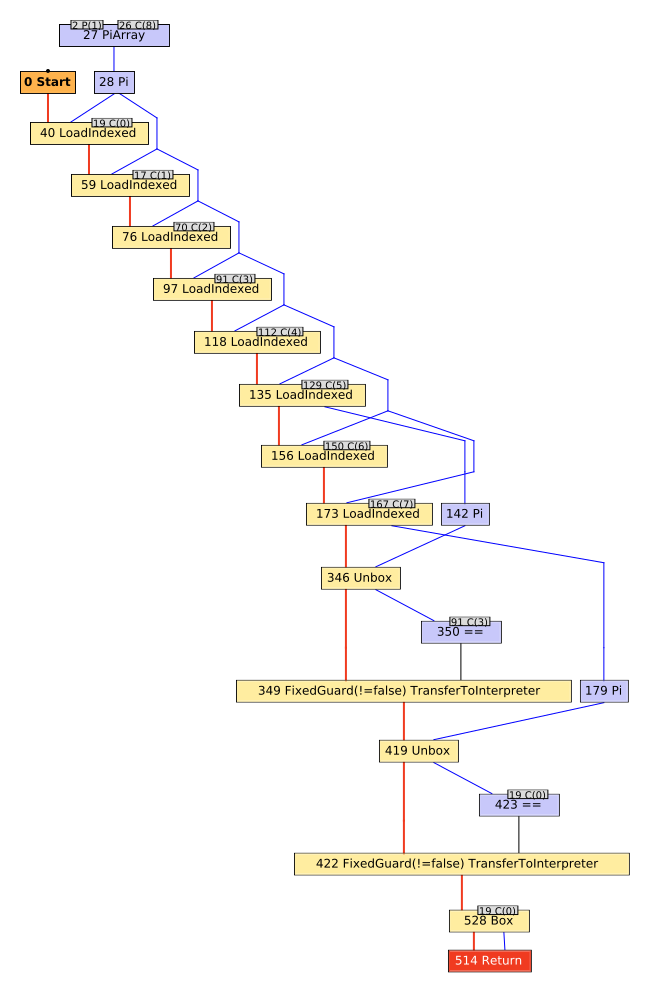 2 P(1) 26 C(8)
27 PiArray
0 Start
28 Pi
19 C(0)
40 LoadIndexed
17 C(1)
59 LoadIndexed
70 C(2)
76 LoadIndexed
91 C(3)
97 LoadIndexed
112 C(4)
118 LoadIndexed
129 C(5)
135 LoadIndexed
150 C(6)
156 LoadIndexed
167 C(7)
173 LoadIndexed
142 Pi
346 Unbox
91 C(3)
350 ==
349 FixedGuard(!=false) TransferToInterpreter
179 Pi
419 Unbox
19 C(0)
423 ==
422 FixedGuard(!=false) TransferToInterpreter
19 C(0)
528 Box
514 Return